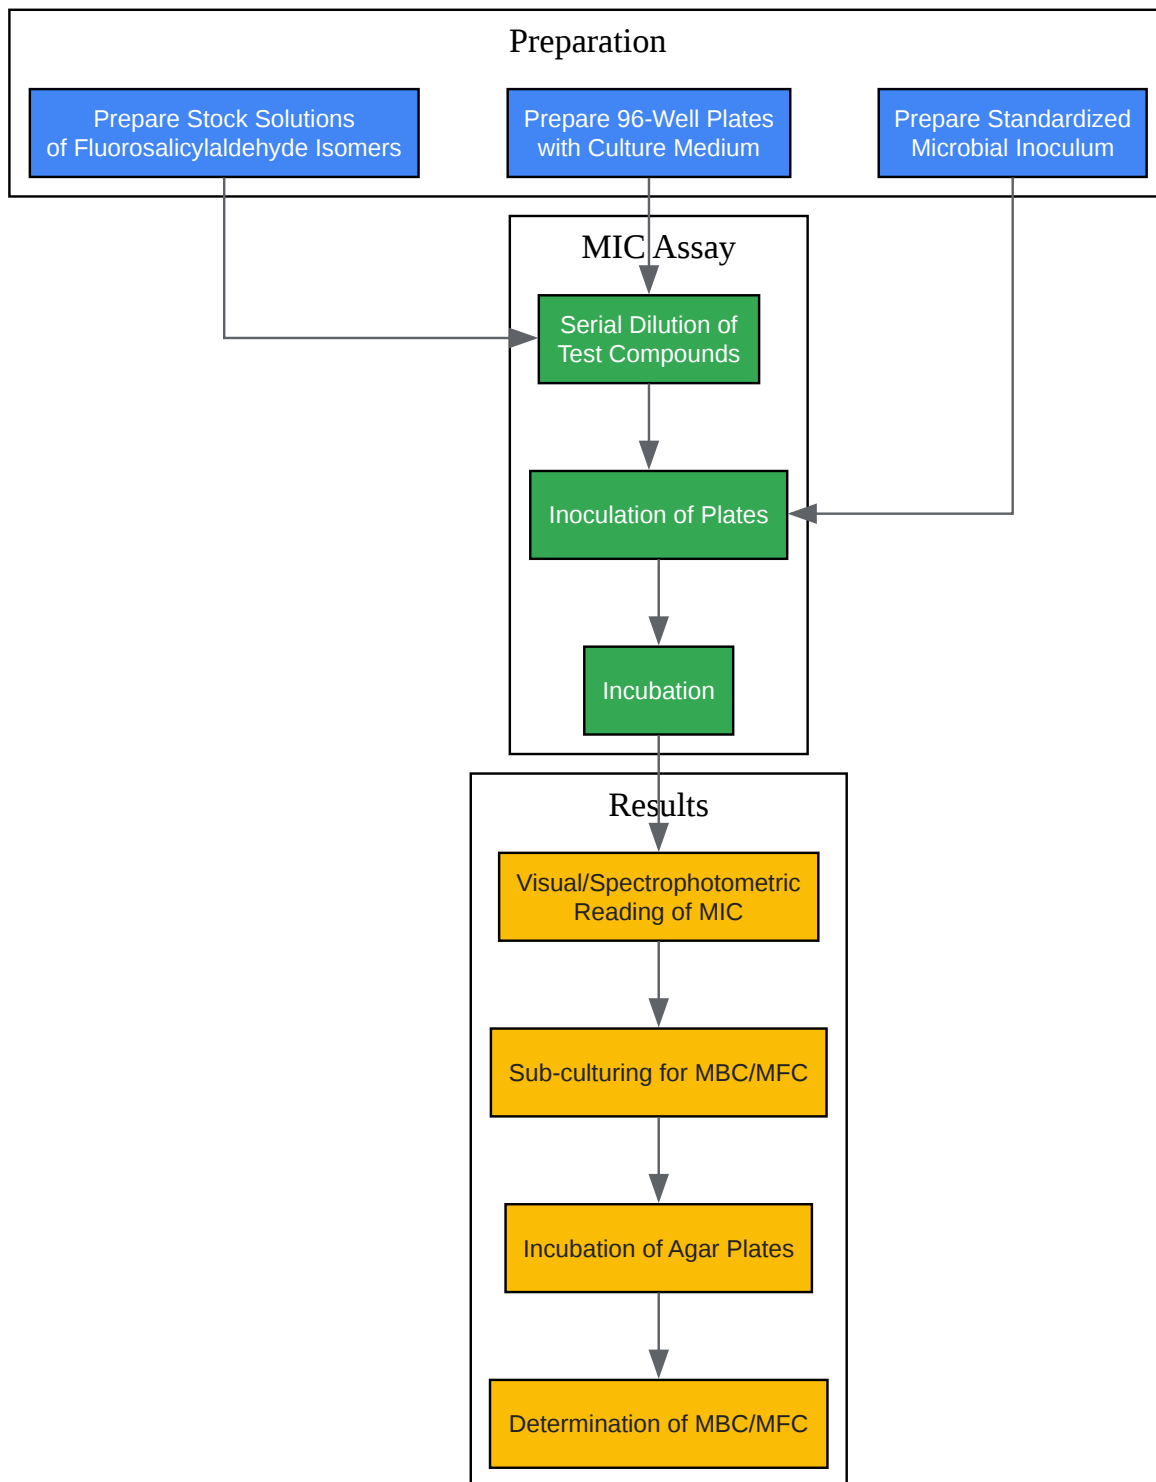 Preparation
Prepare Stock Solutions
of Fluorosalicylaldehyde Isomers
Prepare 96-Well Plates
with Culture Medium
Prepare Standardized
Microbial Inoculum
MIC Assay
Serial Dilution of
Test Compounds
Inoculation of Plates
Incubation
Results
Visual/Spectrophotometric
Reading of MIC
Sub-culturing for MBC/MFC
Incubation of Agar Plates
Determination of MBC/MFC